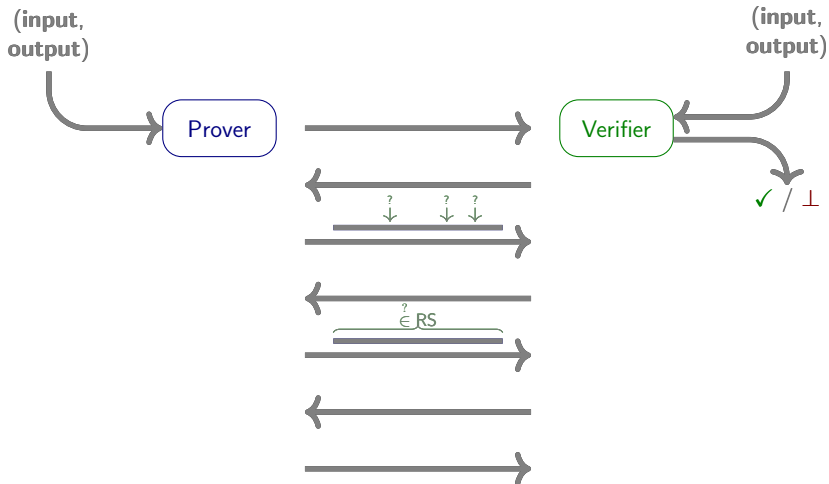 (input,
output)
(input,
output)
Prover
Verifier
? ? ?
✓ / ⊥
?
∈ RS